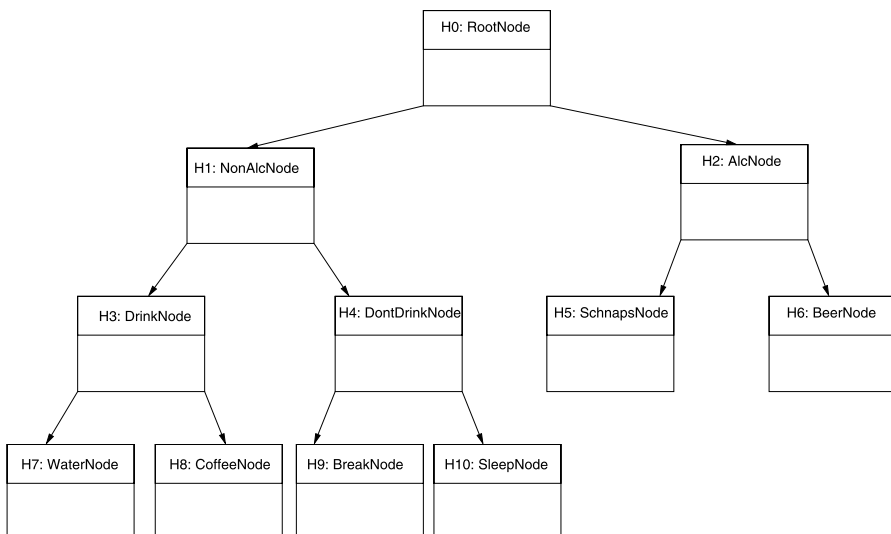 H0: RootNode
H1: NonAlcNode
H2: AlcNode
H3: DrinkNode
H4: DontDrinkNode
H5: SchnapsNode
H6: BeerNode
H7: WaterNode
H8: CoffeeNode
H9: BreakNode
H10: SleepNode